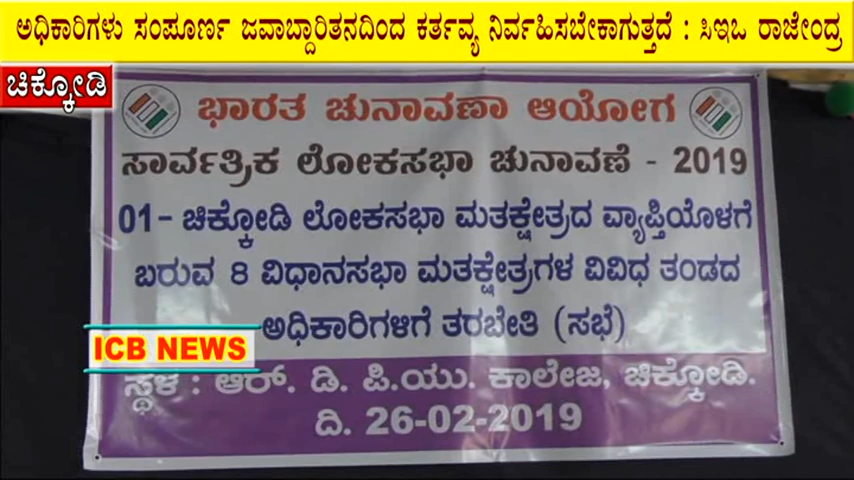 ಅಧಿಕಾರಿಗಳು ಸಂಪೂರ್ಣ ಜವಾಬ್ದಾರಿತನದಿಂದ ಕರ್ತವ್ಯ ನಿರ್ವಹಿಸಬೇಕಾಗುತ್ತದೆ : ಸಿಇಒ ರಾಜೇಂದ್ರ
ಚಿಕ್ಕೋಡಿ
ಭಾರತ ಚುನಾವಣಾ ಆಯೋಗ
ಸಾರ್ವತ್ರಿಕ ಲೋಕಸಭಾ ಚುನಾವಣೆ - 2019
01- ಚಿಕ್ಕೋಡಿ ಲೋಕಸಭಾ ಮತಕ್ಷೇತ್ರದ ವ್ಯಾಪ್ತಿಯೊಳಗೆ
ಬರುವ 8 ವಿಧಾನಸಭಾ ಮತಕ್ಷೇತ್ರಗಳ ವಿವಿಧ ತಂಡದ
ಅಧಿಕಾರಿಗಳಿಗೆ ತರಬೇತಿ (ಸಭೆ)
ICB NEWS
ಸ್ಥಳ : ಆರ್. ಡಿ. ಪಿ.ಯು. ಕಾಲೇಜ, ಚಿಕ್ಕೋಡಿ.
ದಿ. 26-02-2019